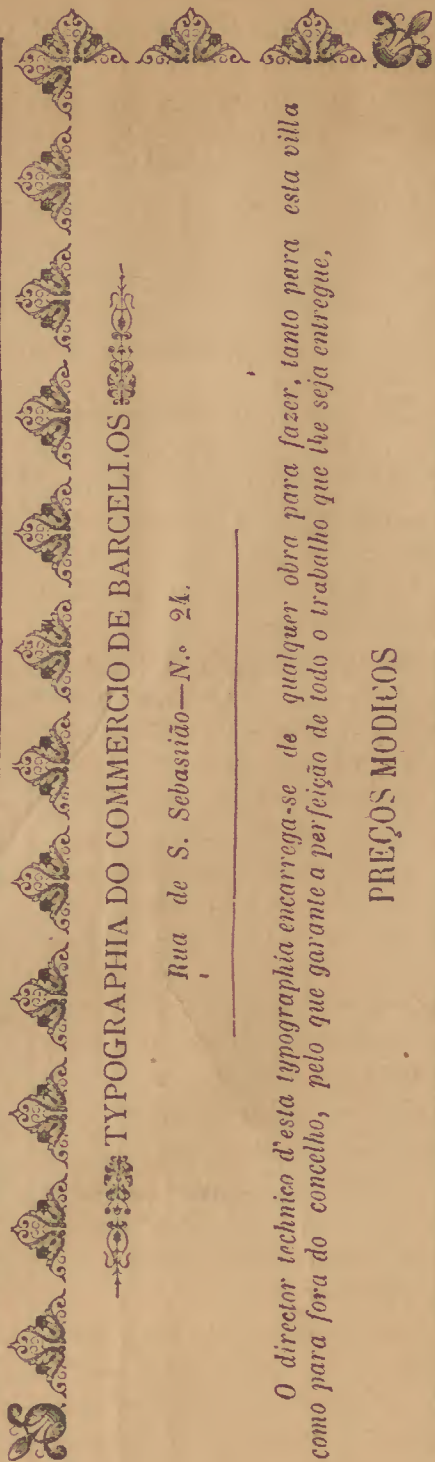 TYPOGRAPHIA DO COMMERCIO DE BARCELLOS
Rua de S. Sebastião—N.º 24.
O director technico d'esta typographia encarrega-se de qualquer obra para fazer, tanto para esta villa
como para fora do concelho, pelo que garante a perfeição de todo o trabalho que lhe seja entregue,
PREÇOS MODICOS